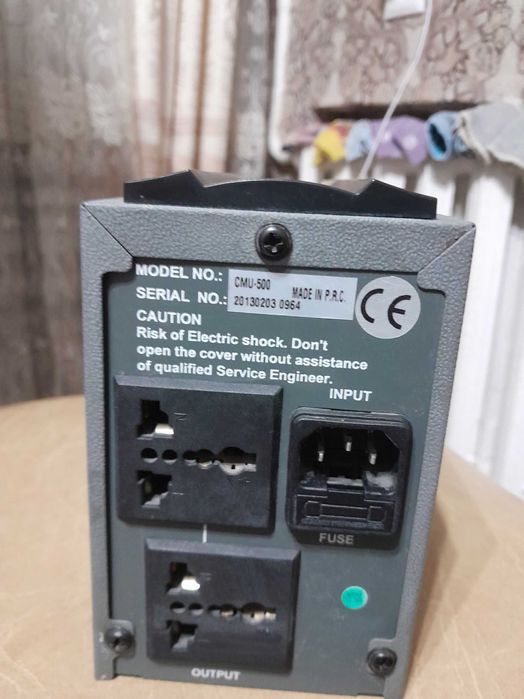 MODEL NO.: CMU-500 MADE IN P.R.C.
SERIAL NO.: 20130203 0964
CE
CAUTION
Risk of Electric shock. Don't
open the cover without assistance
of qualified Service Engineer.
INPUT
FUSE
OUTPUT